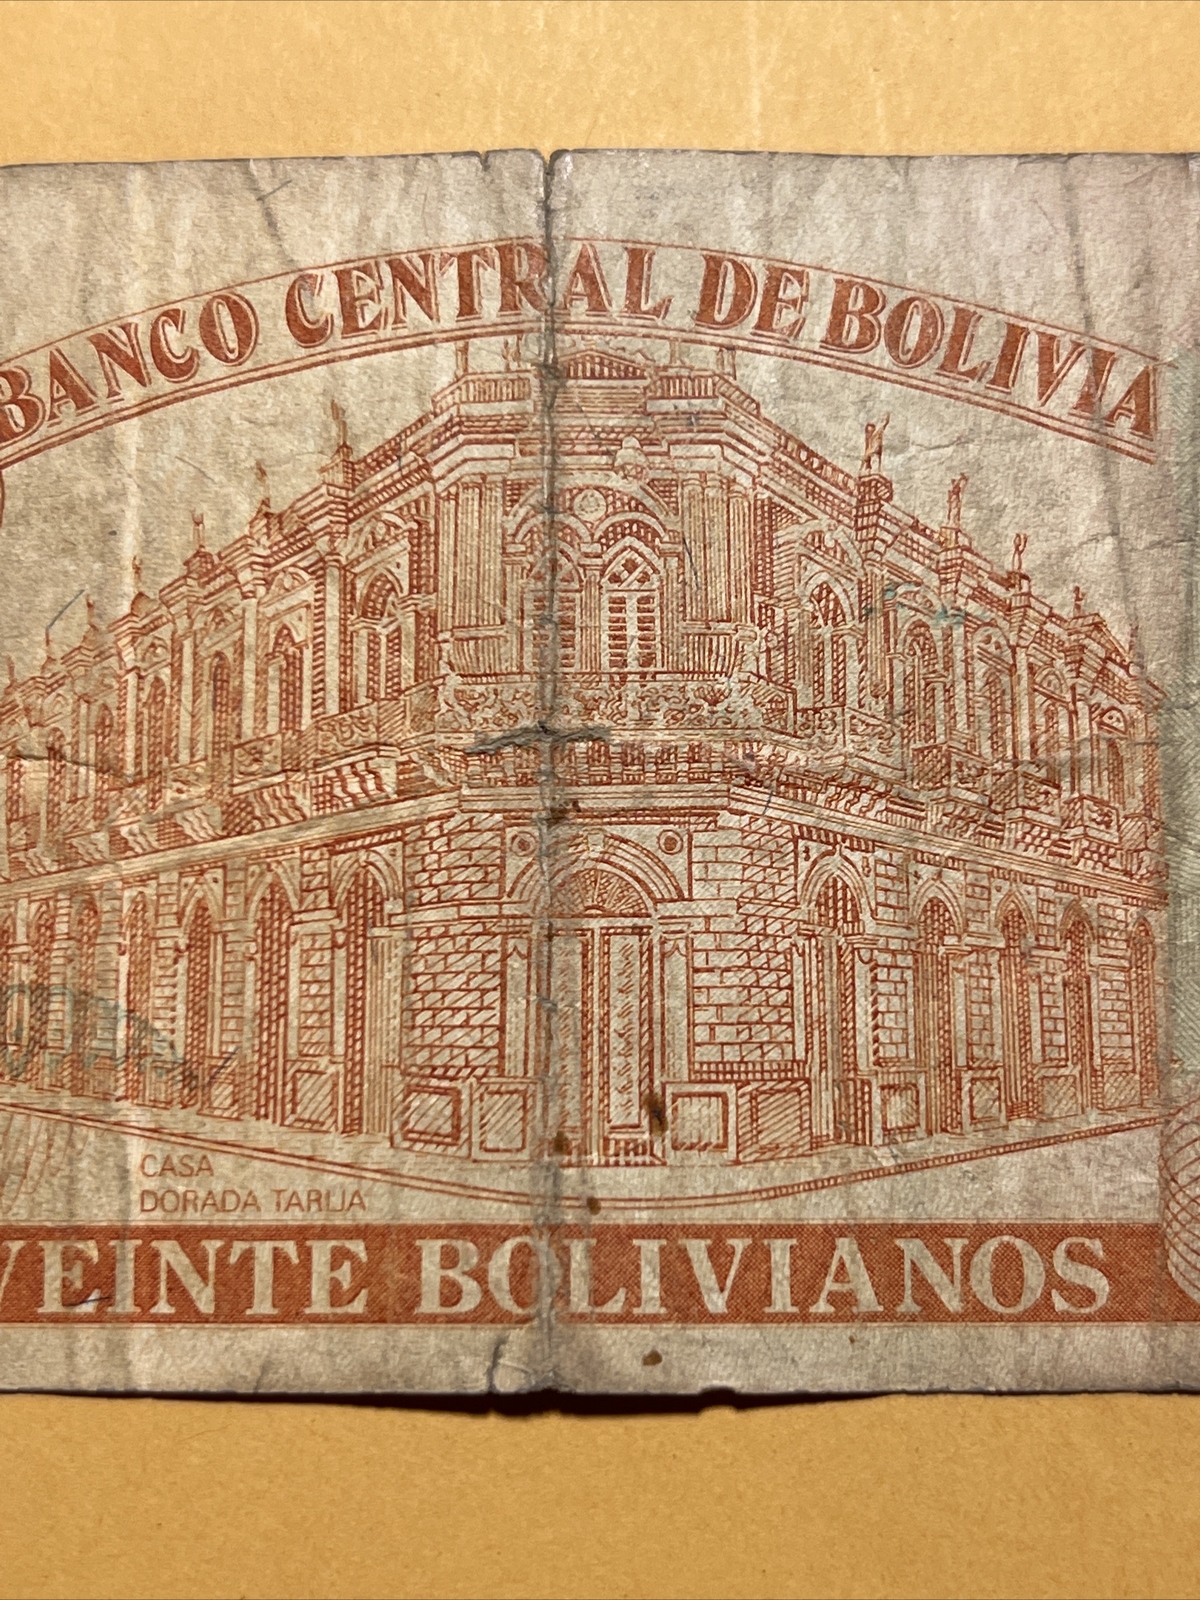 BANCO CENTRAL DE BOLIVIA
CASA
DORADA TARIJA
VEINTE BOLIVIANOS